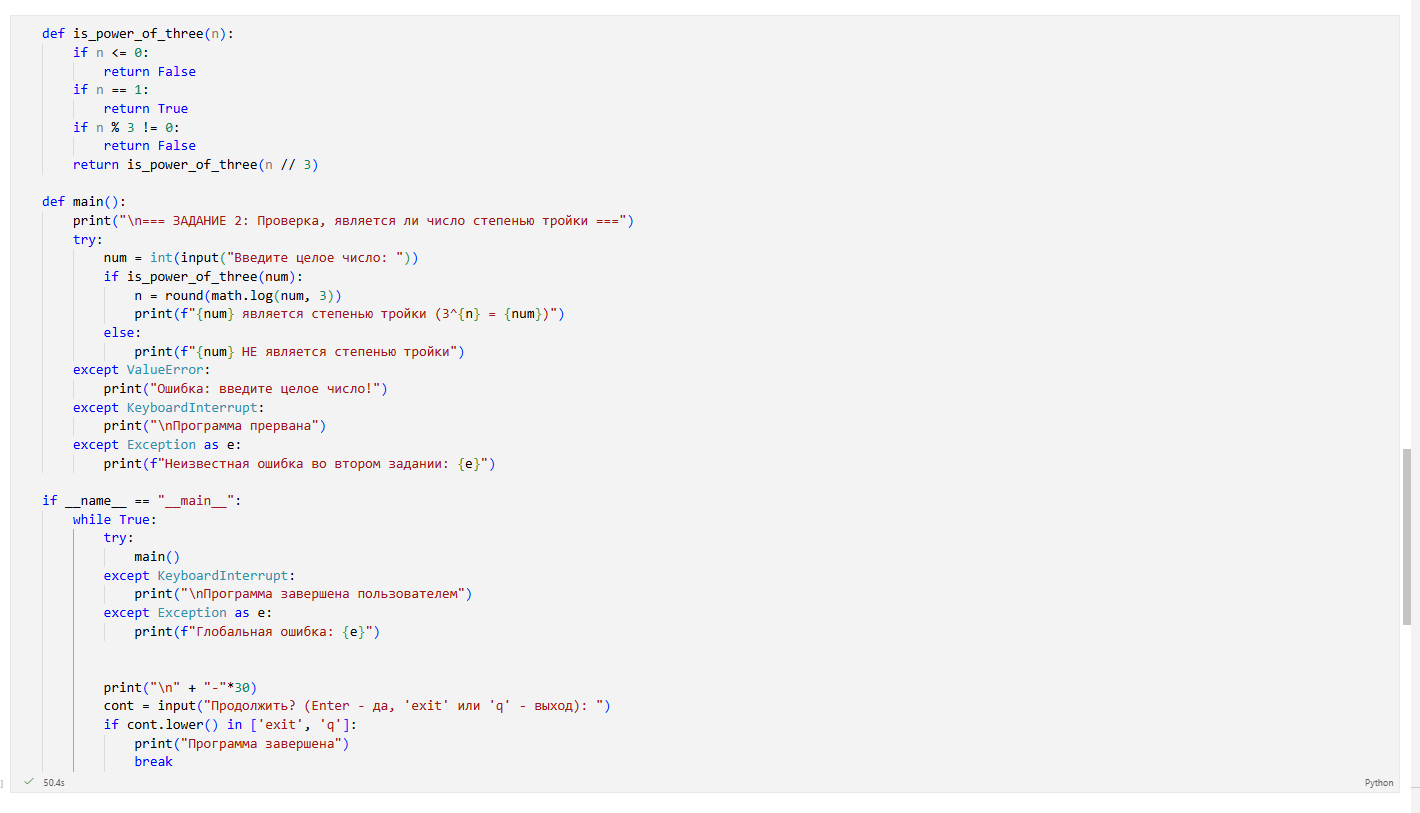 def is_power_of_three(n):
    if n <= 0:
        return False
    if n == 1:
        return True
    if n % 3 != 0:
        return False
    return is_power_of_three(n // 3)

def main():
    print("\n=== ЗАДАНИЕ 2: Проверка, является ли число степенью тройки ===")
    try:
        num = int(input("Введите целое число: "))
        if is_power_of_three(num):
            n = round(math.log(num, 3))
            print(f"{num} является степенью тройки (3^{n} = {num})")
        else:
            print(f"{num} НЕ является степенью тройки")
    except ValueError:
        print("Ошибка: введите целое число!")
    except KeyboardInterrupt:
        print("\nПрограмма прервана")
    except Exception as e:
        print(f"Неизвестная ошибка во втором задании: {e}")

if __name__ == "__main__":
    while True:
        try:
            main()
        except KeyboardInterrupt:
            print("\nПрограмма завершена пользователем")
        except Exception as e:
            print(f"Глобальная ошибка: {e}")


        print("\n" + "-"*30)
        cont = input("Продолжить? (Enter - да, 'exit' или 'q' - выход): ")
        if cont.lower() in ['exit', 'q']:
            print("Программа завершена")
            break
] 50.4s Python